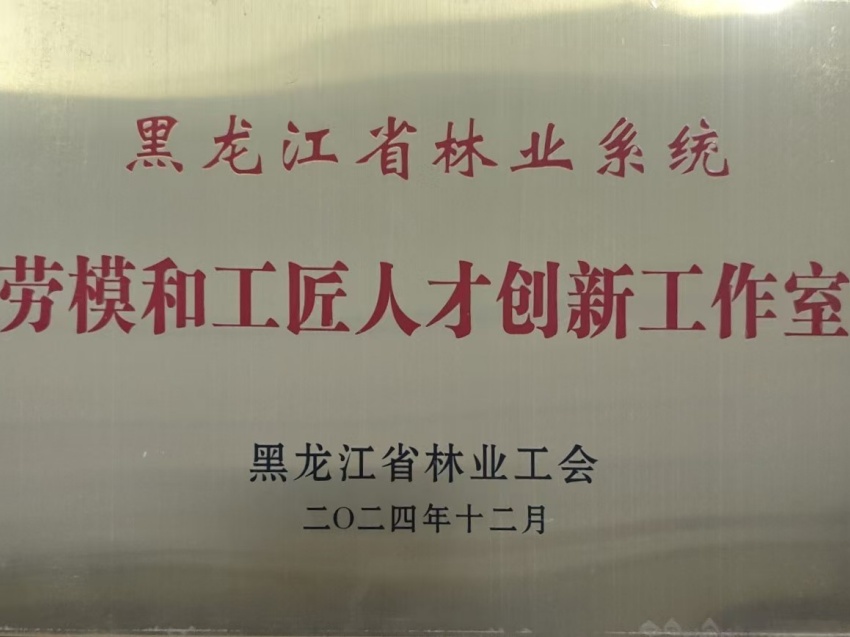 黑龙江省林业系统
劳模和工匠人才创新工作室
黑龙江省林业工会
二〇二四年十二月